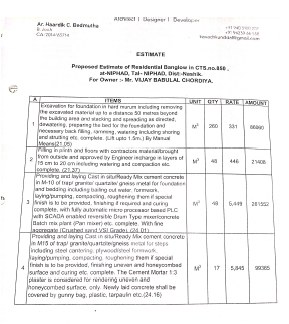 Architect | Designer | Developer
Ar. Haardik C. Bedmutha
B. Arch
ESTIMATE
Proposed Estimate of Residential Banglow in CTS.no.858 ,
at-NIPHAD, Tal - NIPHAD, Dist-Nashik.
For Owner :- Mr. VIJAY BABULAL CHORDIYA.
A ITEMS UNIT QTY RATE AMOUNT
Excavation for foundation in hard murum including removing
the excavated material up to a distance 50 meters beyond
the building area and stacking and spreading as directed,
dewatering, preparing the bed for the foundation and
necessary back filling, ramming, watering including shoring
and strutting etc. complete. (Lift upto 1.5m.) By Manual
Means(21.05)
1 M³ 260 331 86060
Filling in plinth and floors with contractors material brought
from outside and approved by Engineer incharge in layers of
15 cm to 20 cm including watering and compaction etc
complete. (21.37)
2 M³ 48 446 21408
Providing and laying Cast in situ/Ready Mix cement concrete
in M-10 of trap/ granite/ quartzite/ gneiss metal for foundation
and bedding including bailing out water, formwork,
laying/pumping, compacting, roughening them if special
finish is to be provided, finishing if required and curing
complete, with fully automatic micro processor based PLC
with SCADA enabled reversible Drum Type mixer/concrete
Batch mix plant (Pan mixer) etc. complete. With fine
aggregate (Crushed sand VSI Grade). (24.01)
3 M³ 48 5,449 261552
Providing and laying Cast in situ/Ready Mix cement concrete
in M15 of trap/ granite/quartzite/gneiss metal for steps
including steel centering, plywood/steel formwork,
laying/pumping, compacting, roughening them if special
finish is to be provided, finishing uneven and honeycombed
surface and curing etc. complete. The Cement Mortar 1:3
plaster is considered for rendering uneven and
honeycombed surface only. Newly laid concrete shall be
covered by gunny bag, plastic, tarpaulin etc.(24.16)
4 M³ 17 5,845 99365